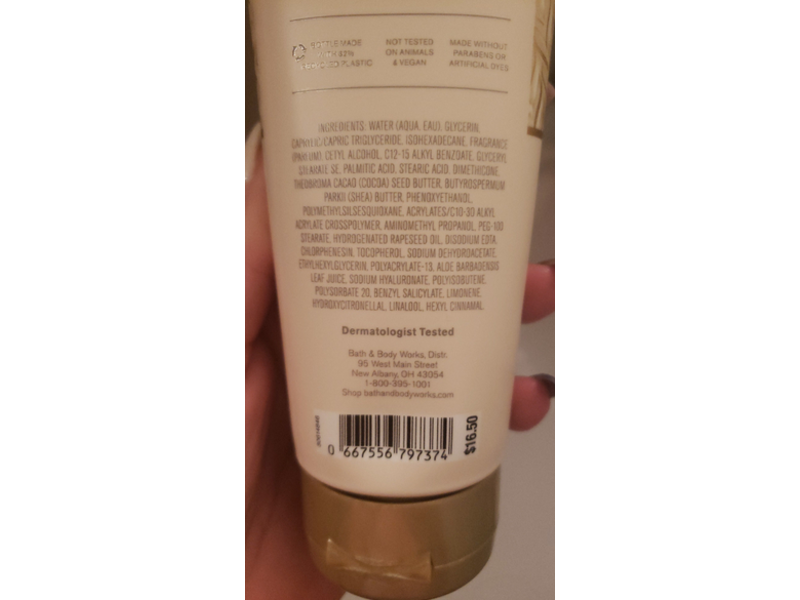 BOTTLE MADE
NOT TESTED
ON ANIMALS
& VEGAN
MADE WITHOUT
PARABENS OR
ARTIFICIAL DYES
PLASTIC
INGREDIENTS: WATER (AQUA, EAU), GLYCERIN,
CAPRYLIC/CAPRIC TRIGLYCERIDE, ISOHEXADECANE, FRAGRANCE
(PARFUM), CETYL ALCOHOL, C12-15 ALKYL BENZOATE, GLYCERYL
STEARATE SE, PALMITIC ACID, STEARIC ACID, DIMETHICONE,
THEOBROMA CACAO (COCOA) SEED BUTTER, BUTYROSPERMUM
PARKII (SHEA) BUTTER, PHENOXYETHANOL,
POLYMETHYLSILSESQUIOXANE, ACRYLATES/C10-30 ALKYL
ACRYLATE CROSSPOLYMER, AMINOMETHYL PROPANOL, PEG-100
STEARATE, HYDROGENATED RAPESEED OIL, DISODIUM EDTA,
CHLORPHENESIN, TOCOPHEROL, SODIUM DEHYDROACETATE,
ETHYLHEXYLGLYCERIN, POLYACRYLATE-13, ALOE BARBADENSIS
LEAF JUICE, SODIUM HYALURONATE, POLYISOBUTENE,
POLYSORBATE 20, BENZYL SALICYLATE, LIMONENE,
HYDROXYCITRONELLAL, LINALOOL, HEXYL CINNAMAL
Dermatologist Tested
Bath & Body Works, Distr.
95 West Main Street
New Albany, OH 43054
1-800-395-1001
Shop bathandbodyworks.com
0 667556 797374
$16.50